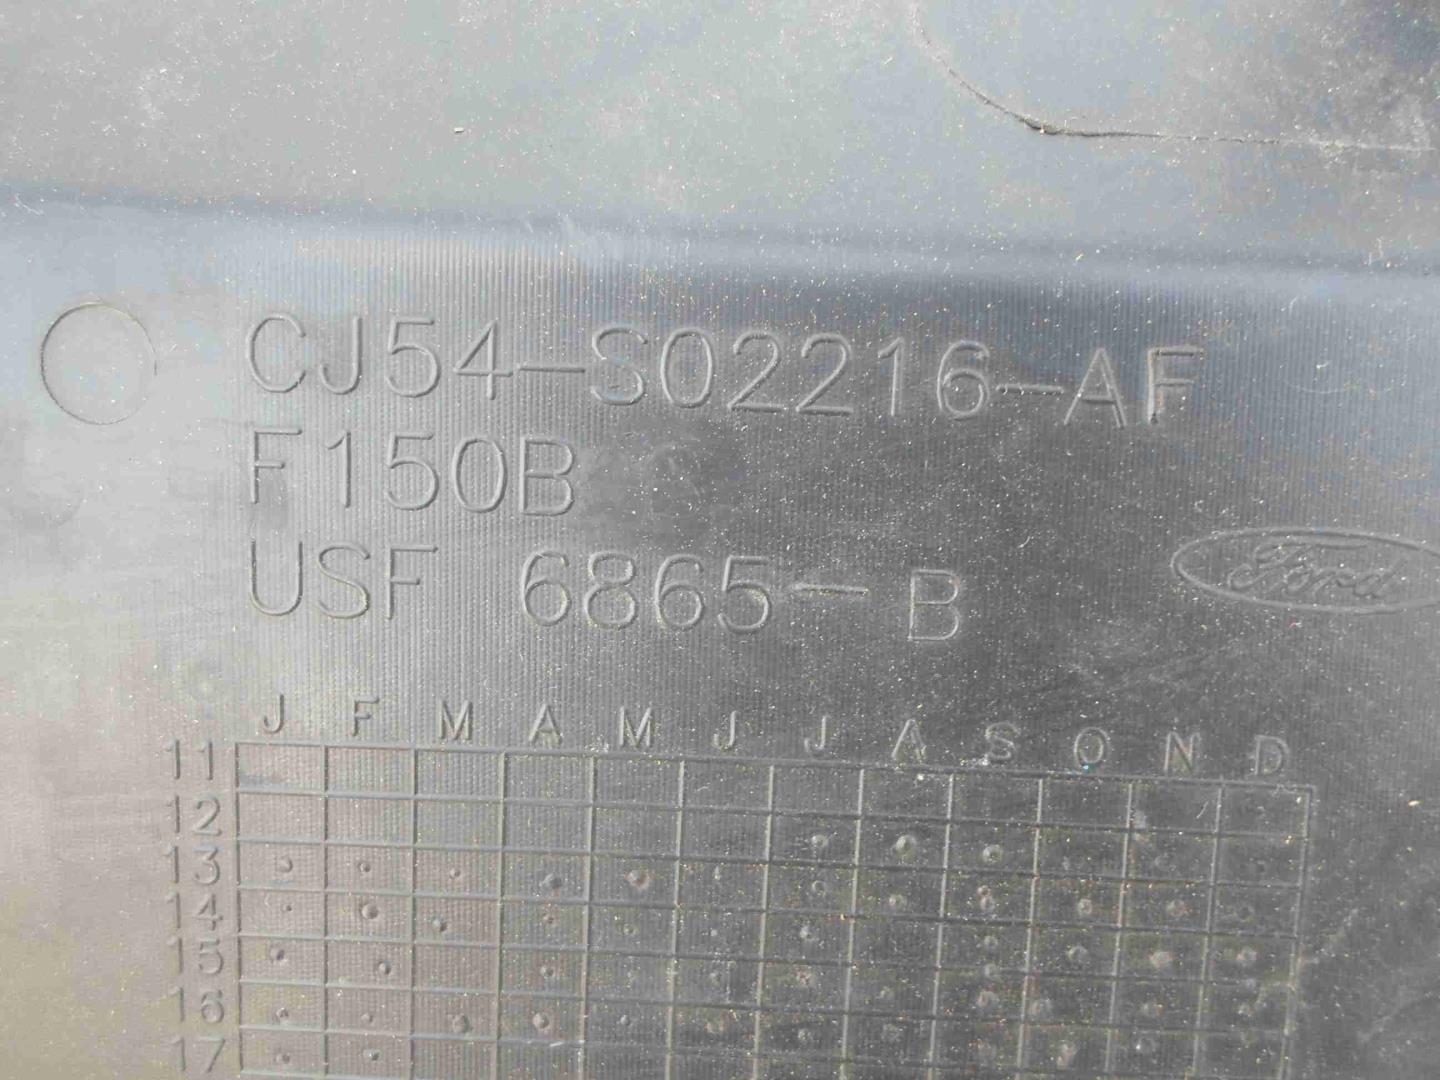 CJ54-S02216-AF
F150B
USF 6865-B
Ford
J F M A M J J A S O N D
11
12
13
14
15
16
17